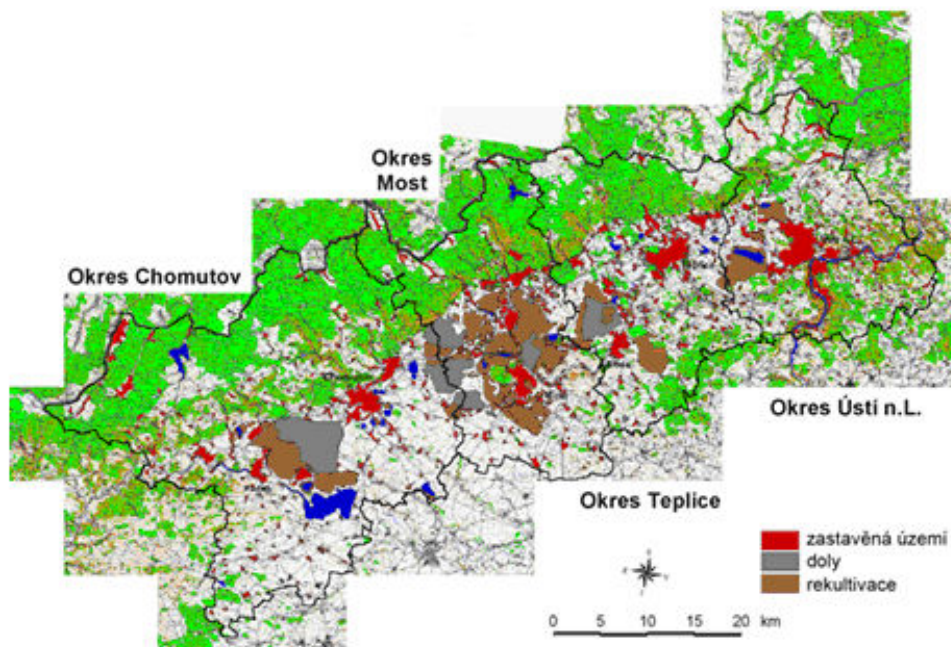 Okres
Most
Okres Chomutov
Okres Ústí n.L.
Okres Teplice
zastavěná území
doly
rekultivace
0 5 10 15 20 km